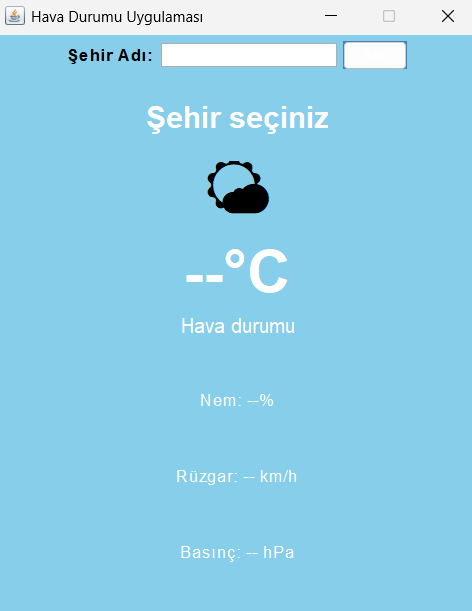 Hava Durumu Uygulaması
Şehir Adı:
Şehir seçiniz
--°C
Hava durumu
Nem: --%
Rüzgar: -- km/h
Basınç: -- hPa